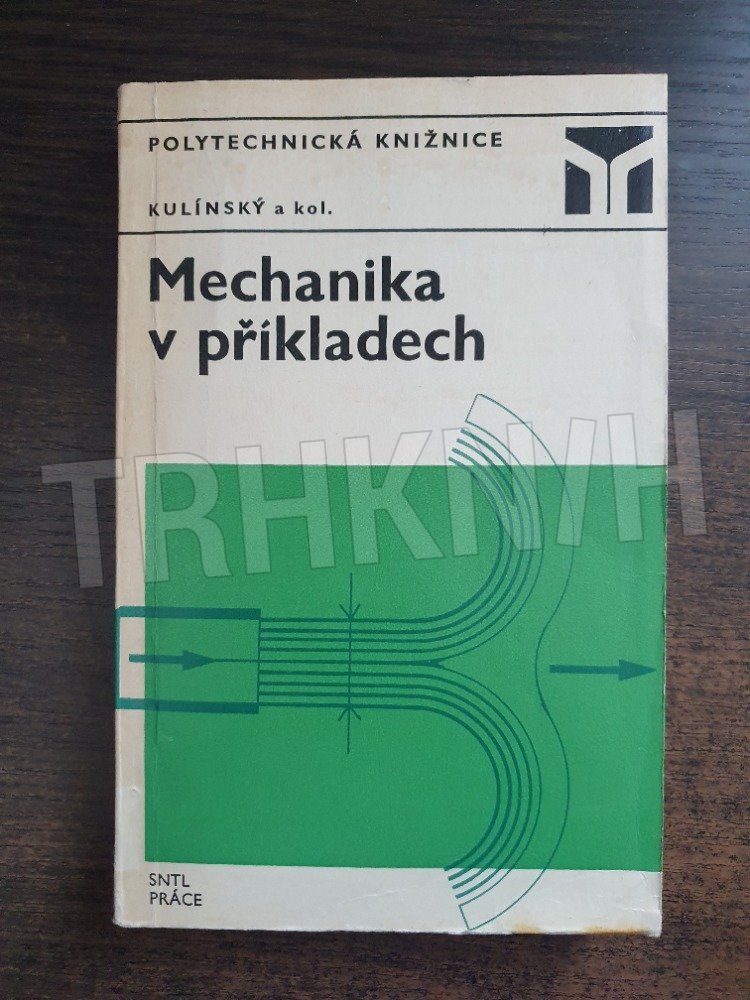 POLYTECHNICKÁ KNIŽNICE
KULÍNSKÝ a kol.
Mechanika
v příkladech
TRHKNIH
SNTL
PRÁCE